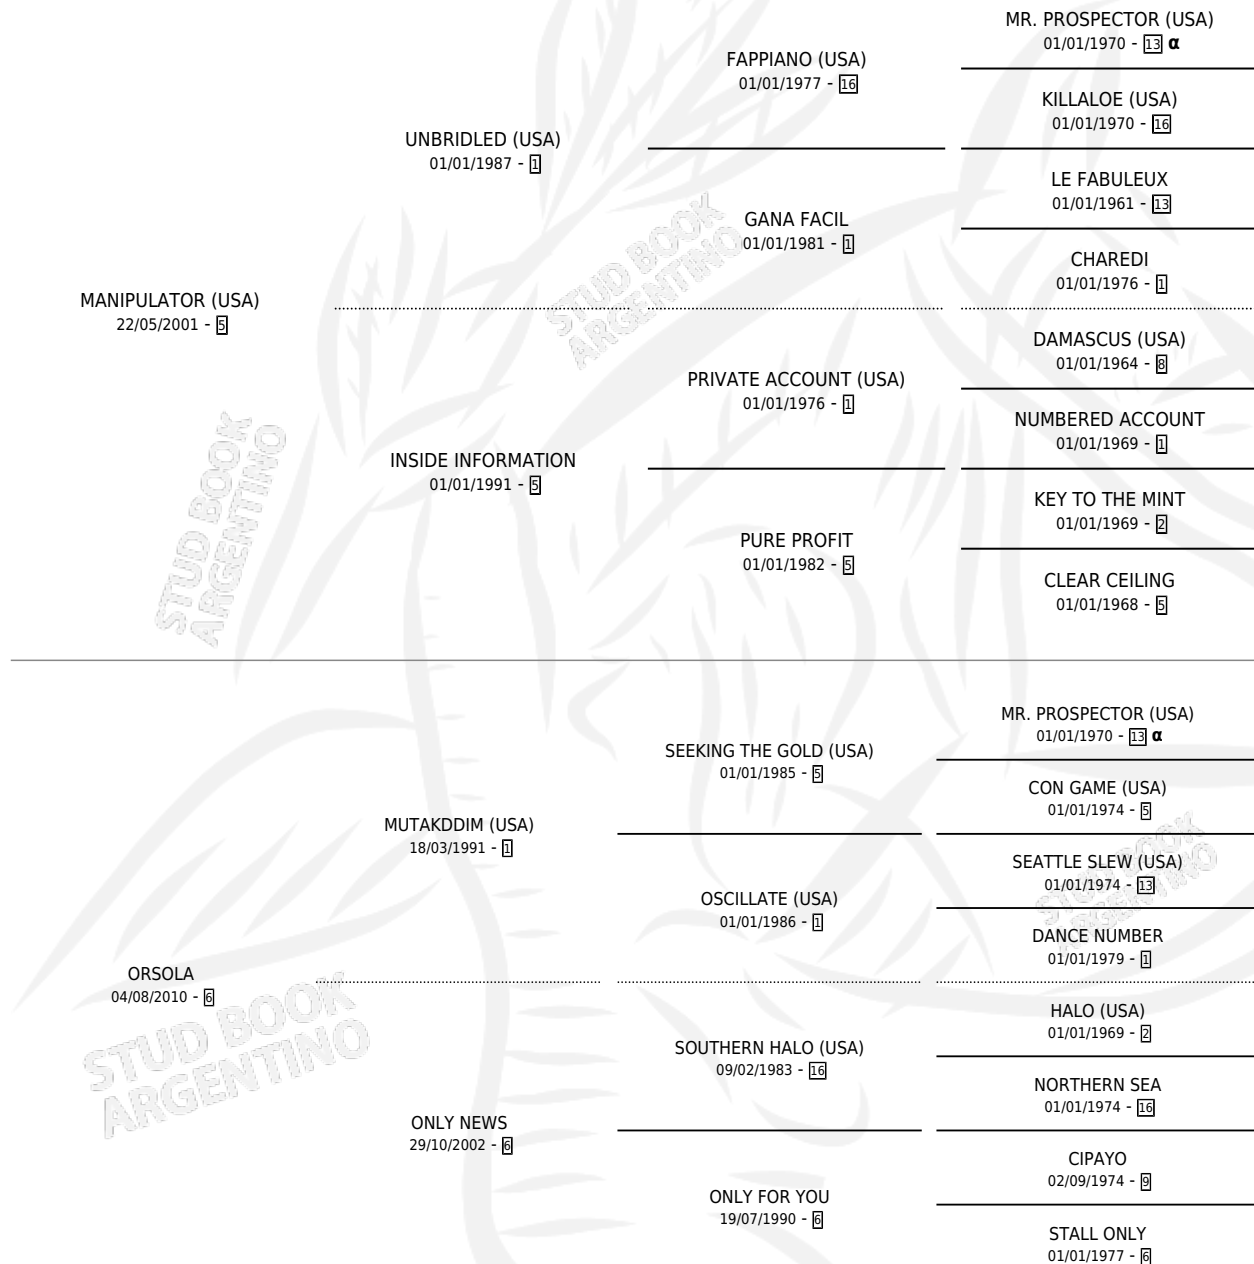 MANIPULATOR (USA)
22/05/2001 - 5
UNBRIDLED (USA)
01/01/1987 - 1
FAPPIANO (USA)
01/01/1977 - 16
MR. PROSPECTOR (USA)
01/01/1970 - 13 α
KILLALOE (USA)
01/01/1970 - 16
GANA FACIL
01/01/1981 - 1
LE FABULEUX
01/01/1961 - 13
CHAREDI
01/01/1976 - 1
INSIDE INFORMATION
01/01/1991 - 5
PRIVATE ACCOUNT (USA)
01/01/1976 - 1
DAMASCUS (USA)
01/01/1964 - 8
NUMBERED ACCOUNT
01/01/1969 - 1
PURE PROFIT
01/01/1982 - 5
KEY TO THE MINT
01/01/1969 - 2
CLEAR CEILING
01/01/1968 - 5
ORSOLA
04/08/2010 - 6
MUTAKDDIM (USA)
18/03/1991 - 1
SEEKING THE GOLD (USA)
01/01/1985 - 5
MR. PROSPECTOR (USA)
01/01/1970 - 13 α
CON GAME (USA)
01/01/1974 - 5
OSCILLATE (USA)
01/01/1986 - 1
SEATTLE SLEW (USA)
01/01/1974 - 13
DANCE NUMBER
01/01/1979 - 1
ONLY NEWS
29/10/2002 - 6
SOUTHERN HALO (USA)
09/02/1983 - 16
HALO (USA)
01/01/1969 - 2
NORTHERN SEA
01/01/1974 - 16
ONLY FOR YOU
19/07/1990 - 6
CIPAYO
02/09/1974 - 9
STALL ONLY
01/01/1977 - 6
STUD BOOK
ARGENTINO
STUD BOOK
ARGENTINO
STUD BOOK
ARGENTINO
STUD BOOK
ARGENTINO